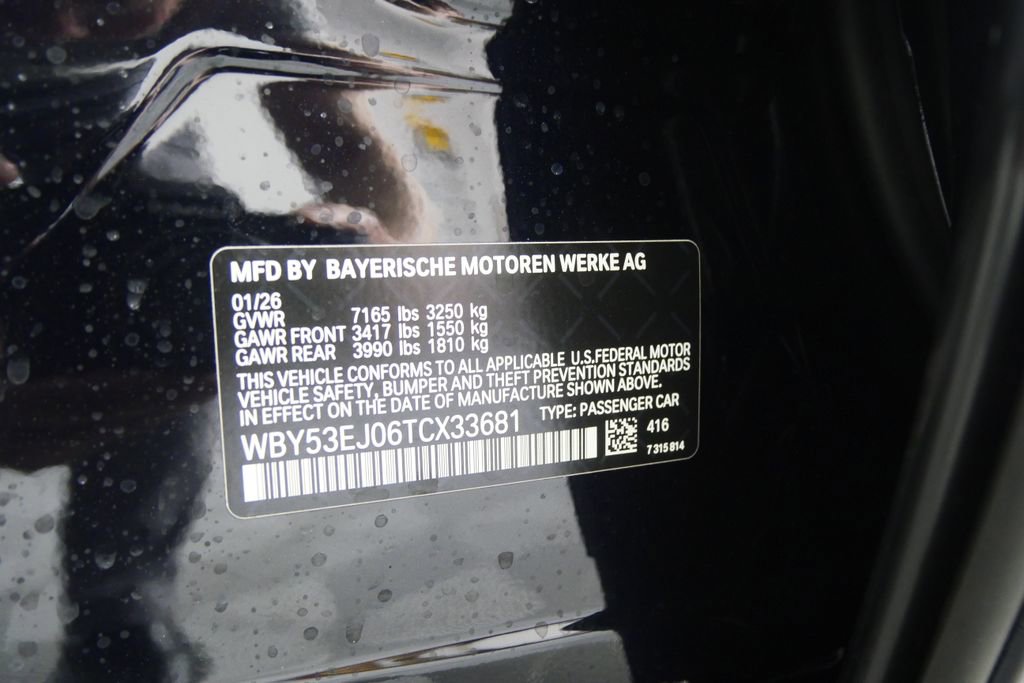 MFD BY BAYERISCHE MOTOREN WERKE AG
01/26
GVWR 7165 lbs 3250 kg
GAWR FRONT 3417 lbs 1550 kg
GAWR REAR 3990 lbs 1810 kg
THIS VEHICLE CONFORMS TO ALL APPLICABLE U.S.FEDERAL MOTOR
VEHICLE SAFETY, BUMPER AND THEFT PREVENTION STANDARDS
IN EFFECT ON THE DATE OF MANUFACTURE SHOWN ABOVE.
TYPE: PASSENGER CAR
WBY53EJ06TCX33681
416
7 315 814